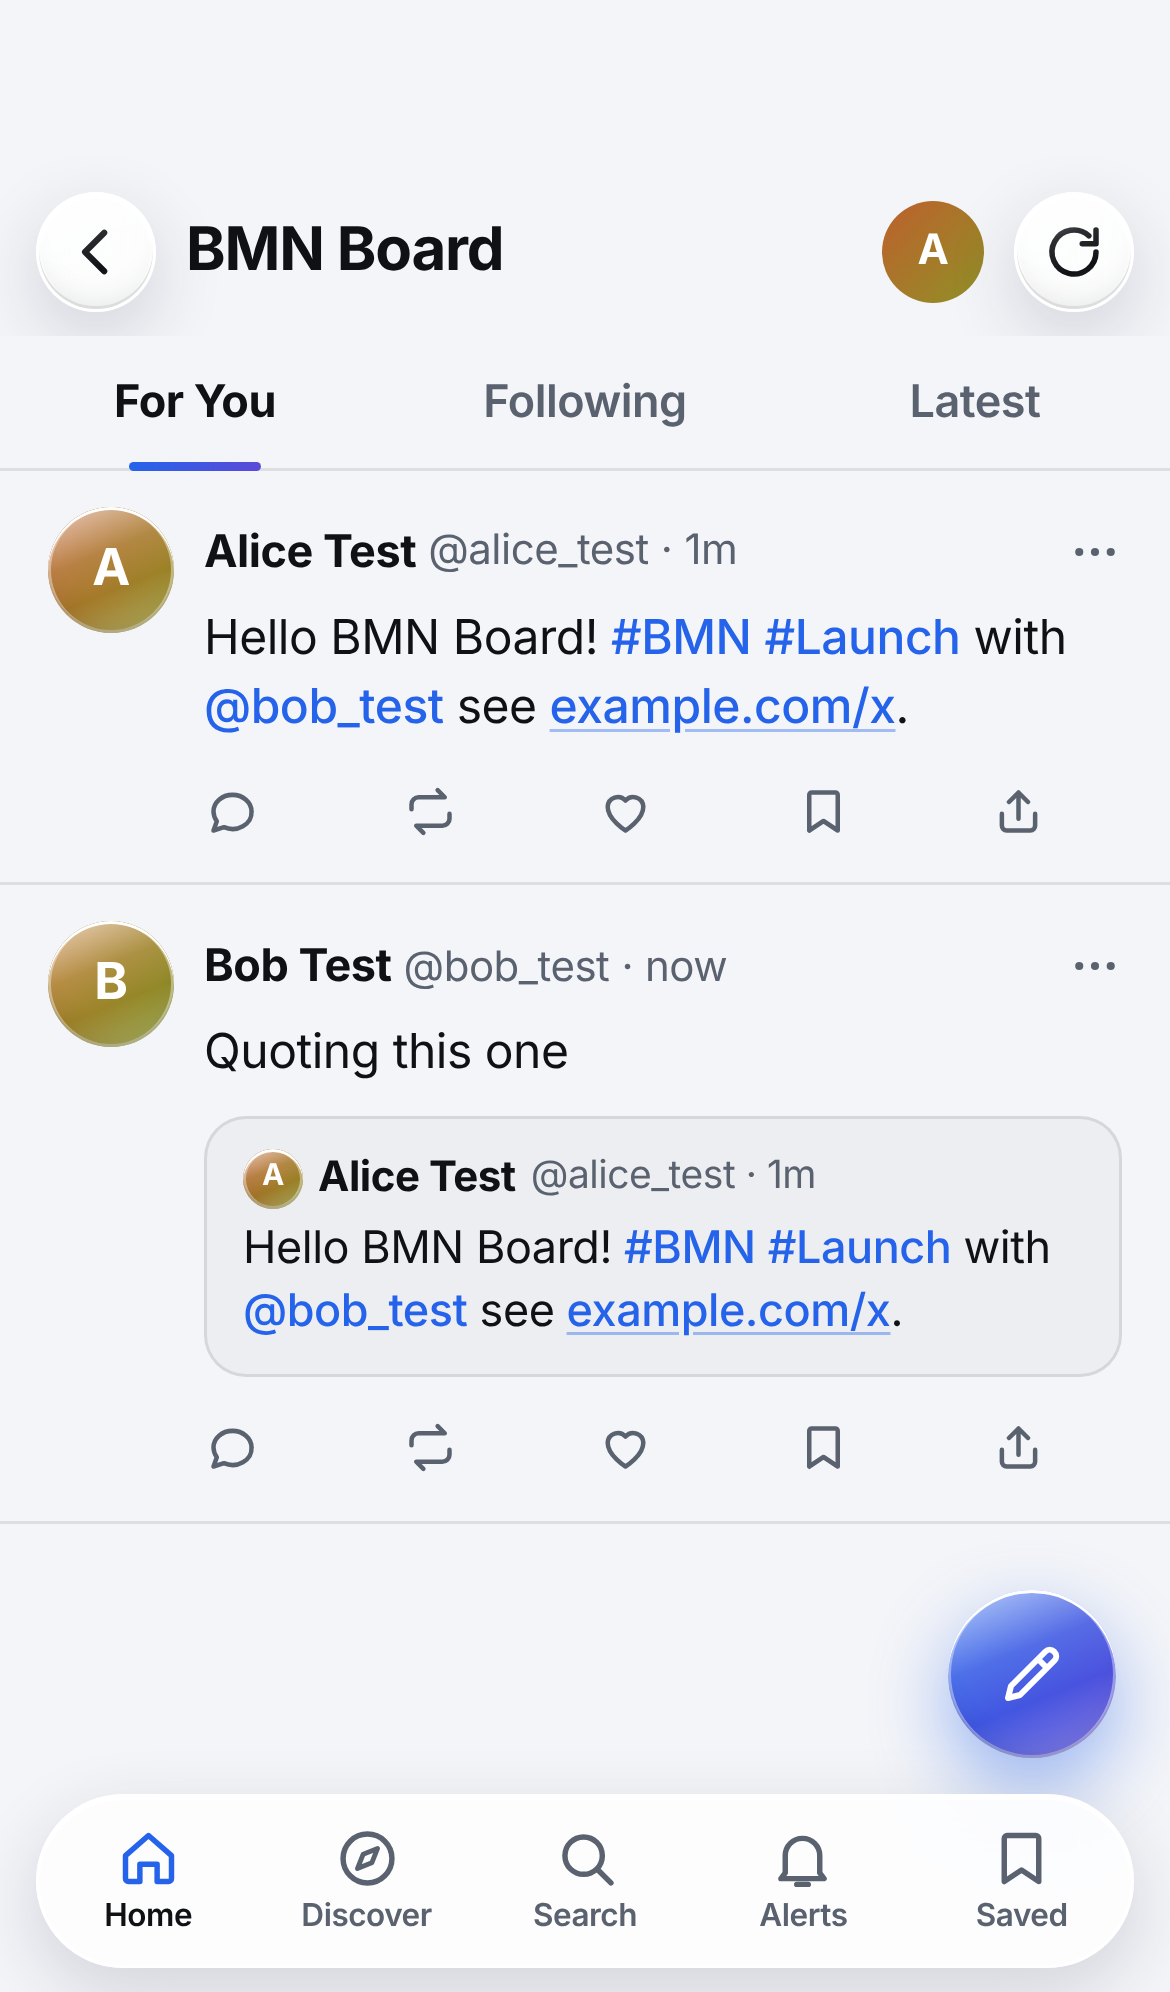 BMN Board
A
For You
Following
Latest
A
Alice Test @alice_test · 1m
Hello BMN Board! #BMN #Launch with
@bob_test see example.com/x.
B
Bob Test @bob_test · now
Quoting this one
A
Alice Test @alice_test · 1m
Hello BMN Board! #BMN #Launch with
@bob_test see example.com/x.
Home
Discover
Search
Alerts
Saved